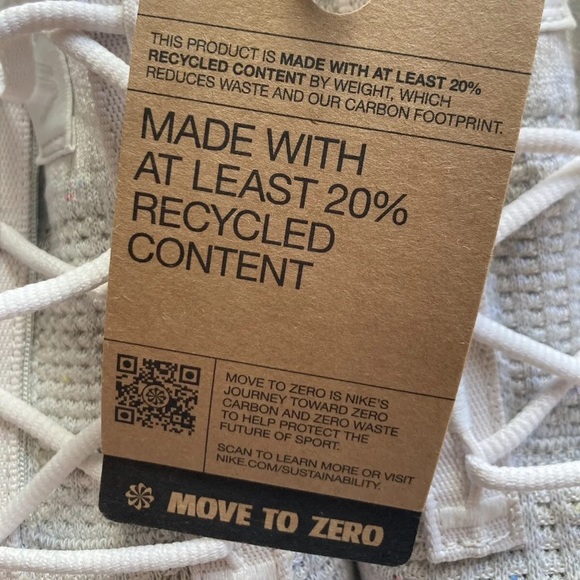 THIS PRODUCT IS MADE WITH AT LEAST 20%
RECYCLED CONTENT BY WEIGHT, WHICH
REDUCES WASTE AND OUR CARBON FOOTPRINT.
MADE WITH
AT LEAST 20%
RECYCLED
CONTENT
MOVE TO ZERO IS NIKE'S
JOURNEY TOWARD ZERO
CARBON AND ZERO WASTE
TO HELP PROTECT THE
FUTURE OF SPORT.
SCAN TO LEARN MORE OR VISIT
NIKE.COM/SUSTAINABILITY.
MOVE TO ZERO